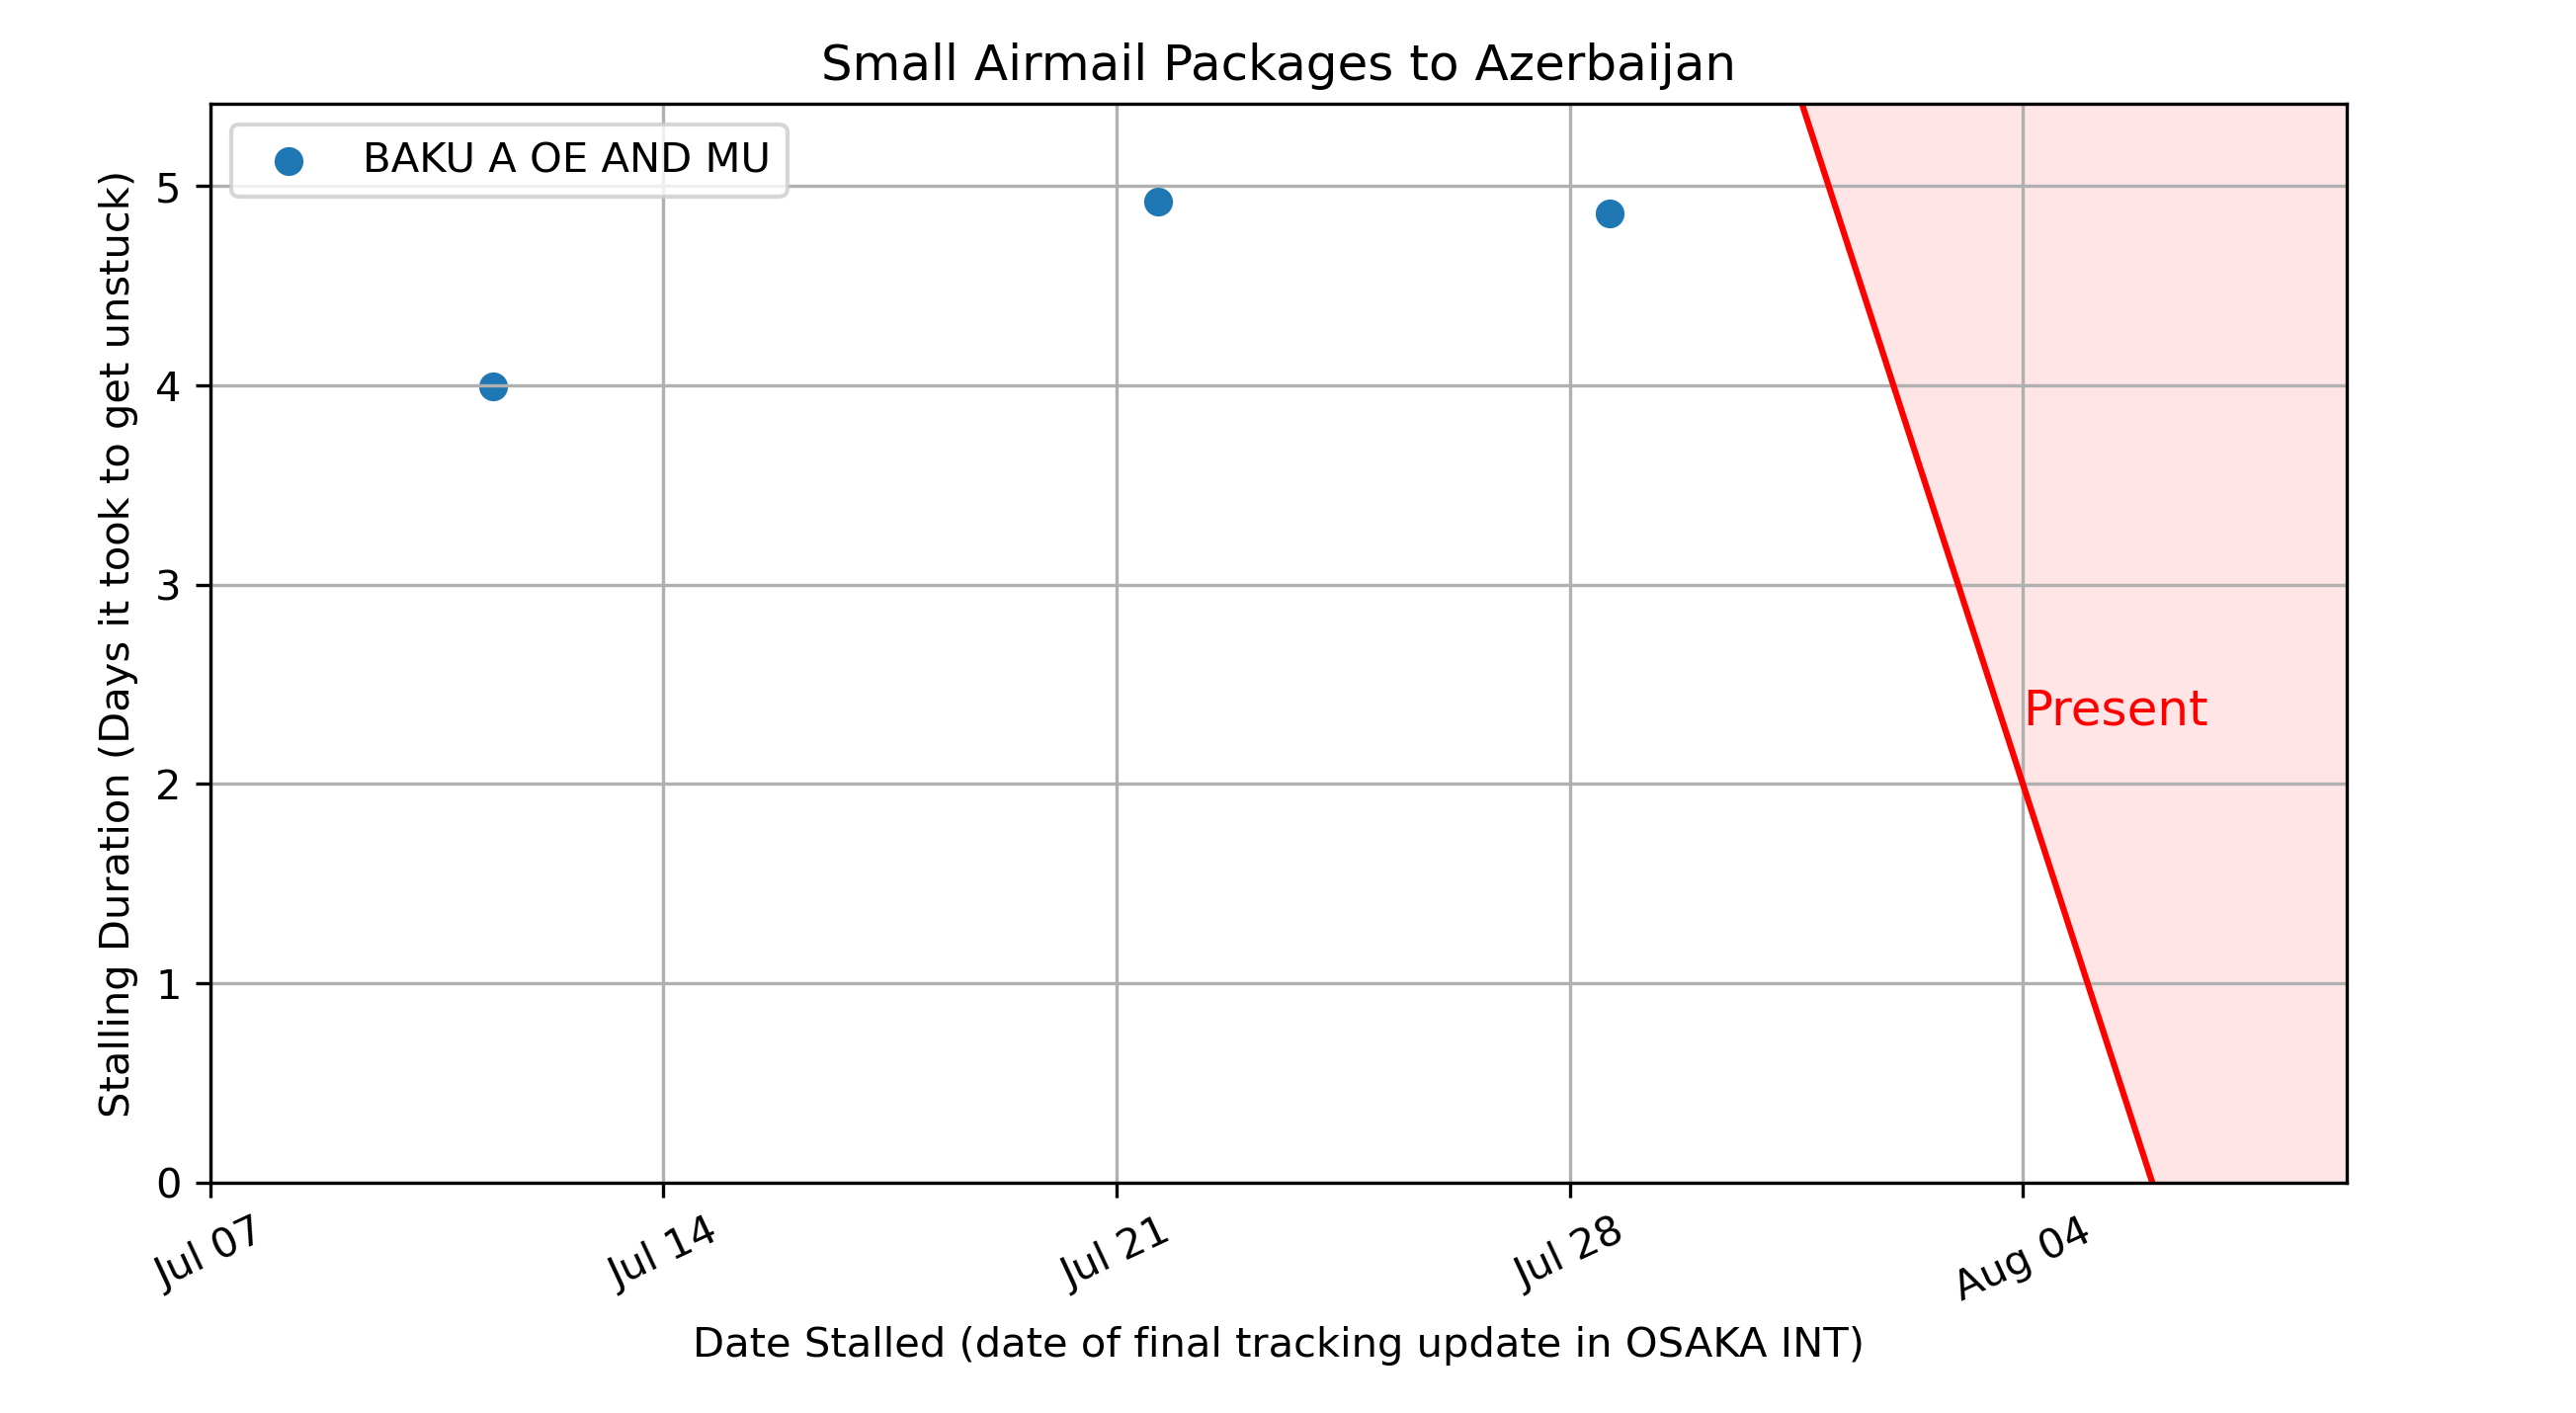 Small Airmail Packages to Azerbaijan
BAKU A OE AND MU
Stalling Duration (Days it took to get unstuck)
5
4
3
2
1
0
Present
Jul 07
Jul 14
Jul 21
Jul 28
Aug 04
Date Stalled (date of final tracking update in OSAKA INT)